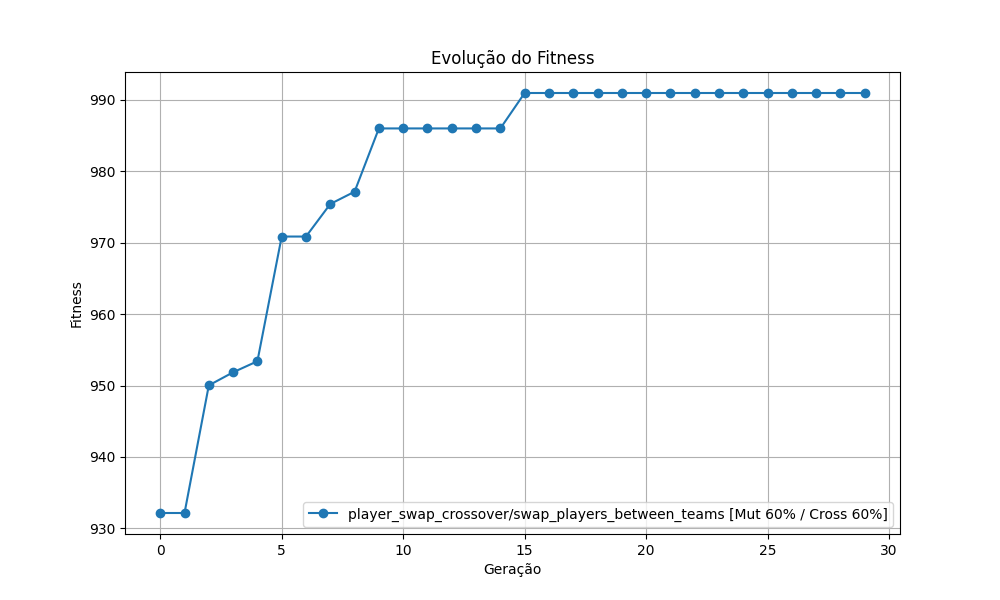 Evolução do Fitness
Fitness
990
980
970
960
950
940
930
player_swap_crossover/swap_players_between_teams [Mut 60% / Cross 60%]
0 5 10 15 20 25 30
Geração